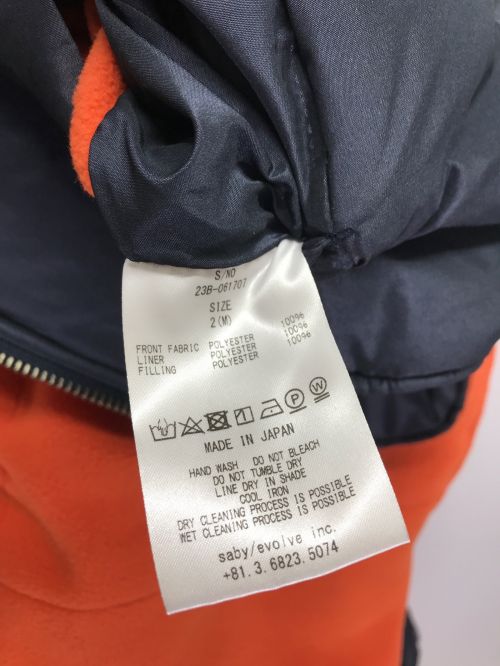 S/NO
23B-061707
SIZE
2(M)
FRONT FABRIC POLYESTER 100%
LINER POLYESTER 100%
FILLING POLYESTER 100%
P W
MADE IN JAPAN
HAND WASH DO NOT BLEACH
DO NOT TUMBLE DRY
LINE DRY IN SHADE
COOL IRON
DRY CLEANING PROCESS IS POSSIBLE
WET CLEANING PROCESS IS POSSIBLE
saby/evolve inc.
+81.3.6823.5074